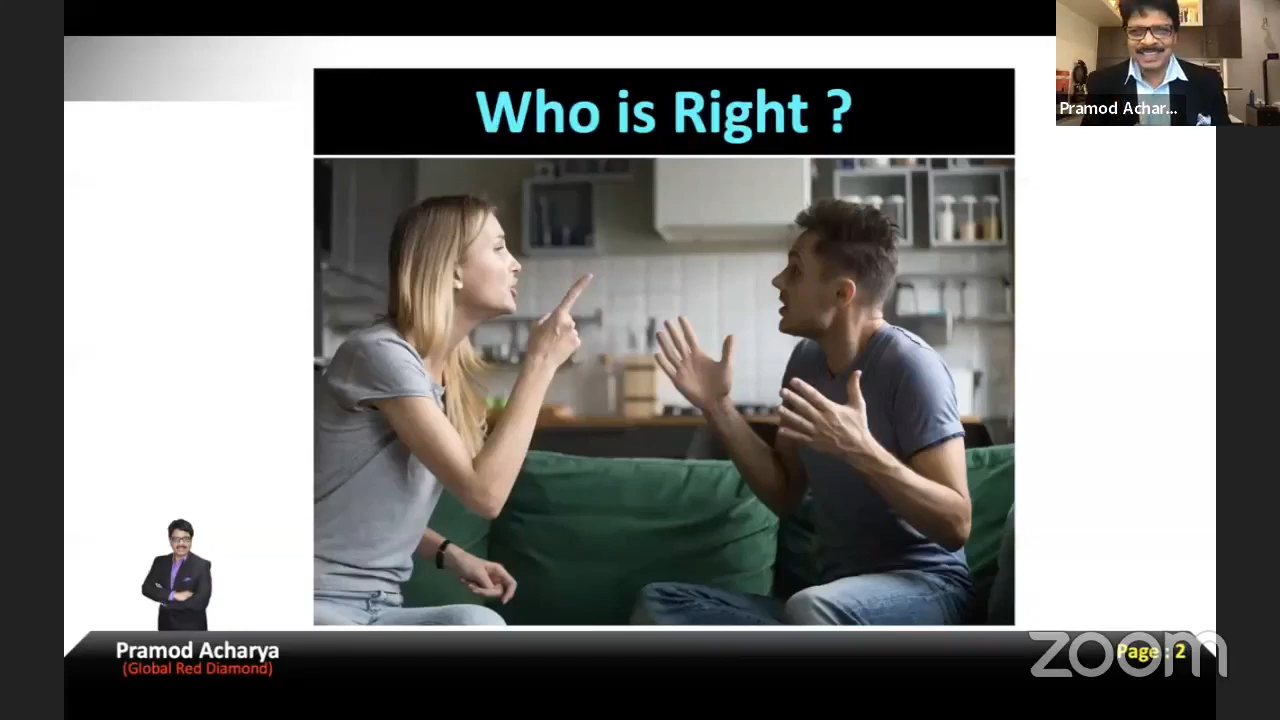 Who is Right ?
Pramod Achar...
Pramod Acharya
(Global Red Diamond)
Page : 2
zoom